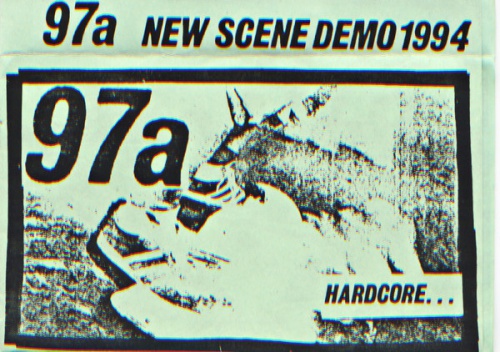 97a NEW SCENE DEMO 1994
97a
HARDCORE...